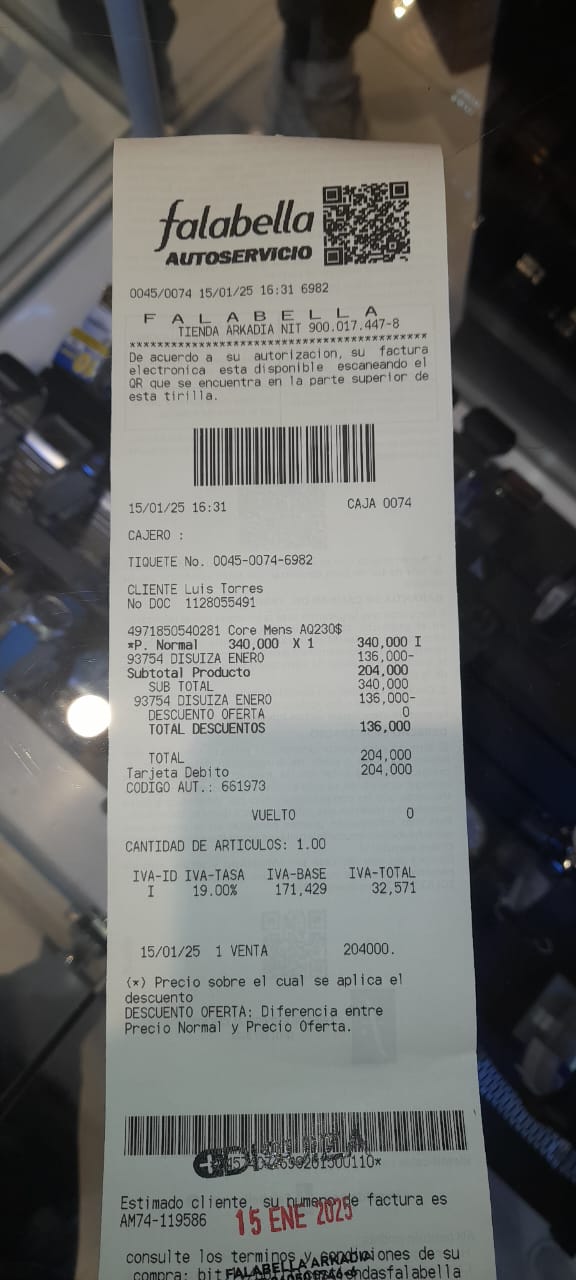 falabella
AUTOSERVICIO
0045/0074 15/01/25 16:31 6982
F A L A B E L L A
TIENDA ARKADIA NIT 900.017.447-8
******************************************
De acuerdo a su autorizacion, su factura
electronica esta disponible escaneando el
QR que se encuentra en la parte superior de
esta tirilla.
15/01/25 16:31 CAJA 0074
CAJERO :
TIQUETE No. 0045-0074-6982
CLIENTE Luis Torres
No DOC 1128055491
4971850540281 Core Mens AQ230$
*P. Normal 340,000 X 1 340,000 I
93754 DISUIZA ENERO 136,000-
Subtotal Producto 204,000
SUB TOTAL 340,000
93754 DISUIZA ENERO 136,000-
DESCUENTO OFERTA 0
TOTAL DESCUENTOS 136,000
TOTAL 204,000
Tarjeta Debito 204,000
CODIGO AUT.: 661973
VUELTO 0
CANTIDAD DE ARTICULOS: 1.00
IVA-ID IVA-TASA IVA-BASE IVA-TOTAL
I 19.00% 171,429 32,571
15/01/25 1 VENTA 204000.
(*) Precio sobre el cual se aplica el
descuento
DESCUENTO OFERTA: Diferencia entre
Precio Normal y Precio Oferta.
Estimado cliente, su numero de factura es
AM74-119586
15 ENE 2025
consulte los terminos y condiciones de su
FALABELLA ARKADIA
compra: bit